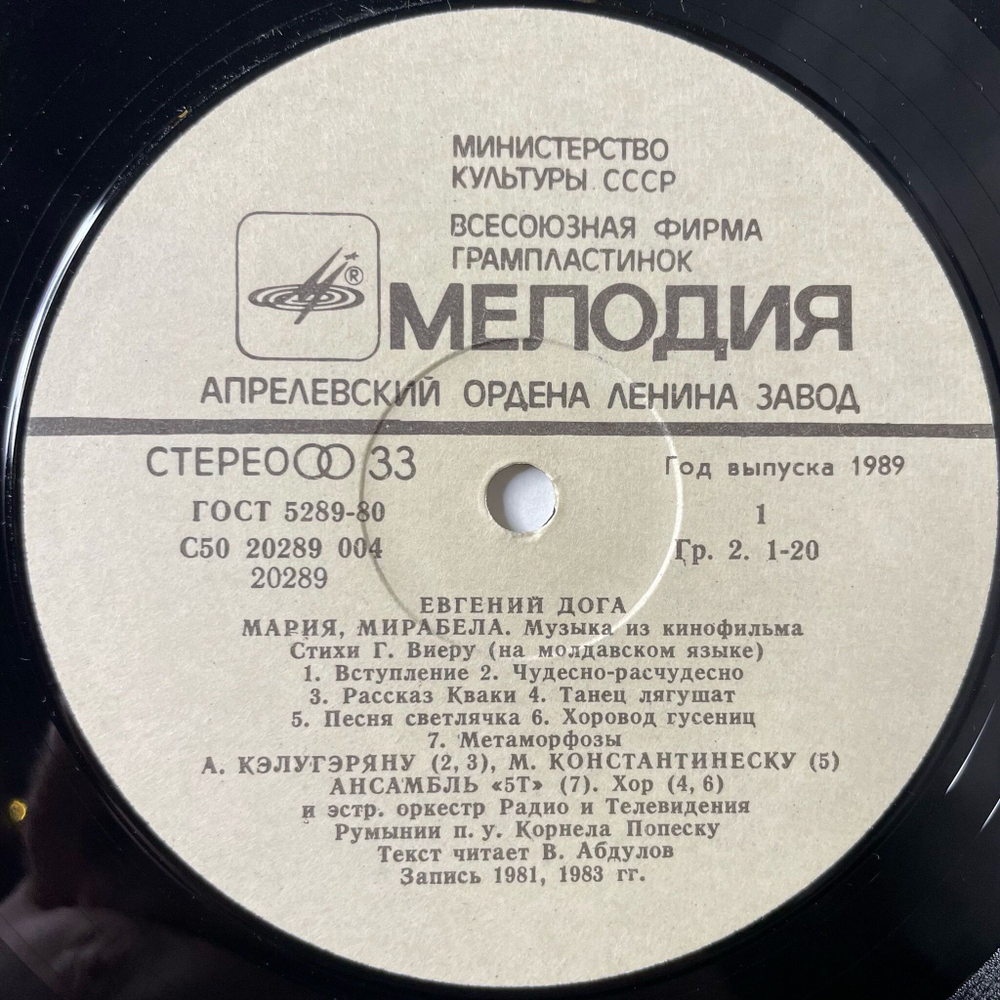 МИНИСТЕРСТВО
КУЛЬТУРЫ СССР
ВСЕСОЮЗНАЯ ФИРМА
ГРАМПЛАСТИНОК
®
МЕЛОДИЯ
АПРЕЛЕВСКИЙ ОРДЕНА ЛЕНИНА ЗАВОД
СТЕРЕО 33
Год выпуска 1989
ГОСТ 5289-80
1
С50 20289 004
Гр. 2. 1-20
20289
ЕВГЕНИЙ ДОГА
МАРИЯ, МИРАБЕЛА. Музыка из кинофильма
Стихи Г. Виеру (на молдавском языке)
1. Вступление 2. Чудесно-расчудесно
3. Рассказ Кваки 4. Танец лягушат
5. Песня светлячка 6. Хоровод гусениц
7. Метаморфозы
А. КЭЛУГЭРЯНУ (2, 3), М. КОНСТАНТИНЕСКУ (5)
АНСАМБЛЬ «5Т» (7). Хор (4, 6)
и эстр. оркестр Радио и Телевидения
Румынии п. у. Корнела Попеску
Текст читает В. Абдулов
Запись 1981, 1983 гг.